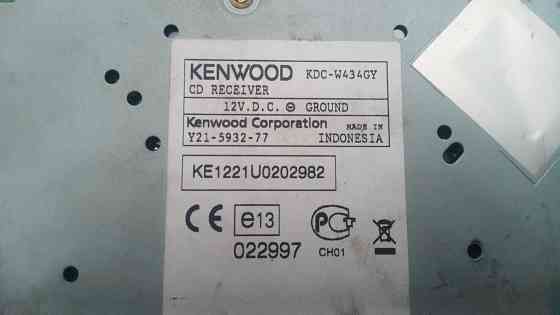 KENWOOD KDC-W434GY
CD RECEIVER
12V.D.C. ⊖ GROUND
Kenwood Corporation MADE IN
Y21-5932-77 INDONESIA
KE1221U0202982
CE e13 PCT
022997 CH01